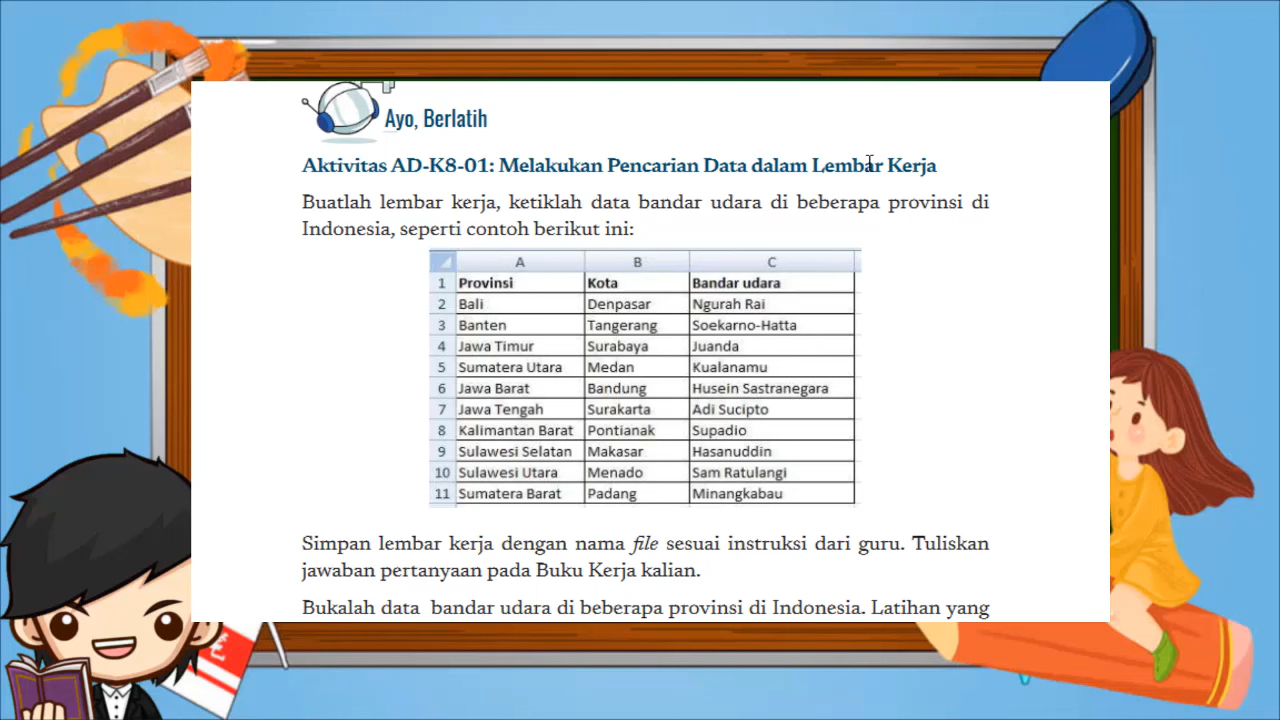 Ayo, Berlatih
Aktivitas AD-K8-01: Melakukan Pencarian Data dalam Lembar Kerja
Buatlah lembar kerja, ketiklah data bandar udara di beberapa provinsi di
Indonesia, seperti contoh berikut ini:
A B C
1 Provinsi Kota Bandar udara
2 Bali Denpasar Ngurah Rai
3 Banten Tangerang Soekarno-Hatta
4 Jawa Timur Surabaya Juanda
5 Sumatera Utara Medan Kualanamu
6 Jawa Barat Bandung Husein Sastranegara
7 Jawa Tengah Surakarta Adi Sucipto
8 Kalimantan Barat Pontianak Supadio
9 Sulawesi Selatan Makasar Hasanuddin
10 Sulawesi Utara Menado Sam Ratulangi
11 Sumatera Barat Padang Minangkabau
Simpan lembar kerja dengan nama file sesuai instruksi dari guru. Tuliskan
jawaban pertanyaan pada Buku Kerja kalian.
Bukalah data bandar udara di beberapa provinsi di Indonesia. Latihan yang